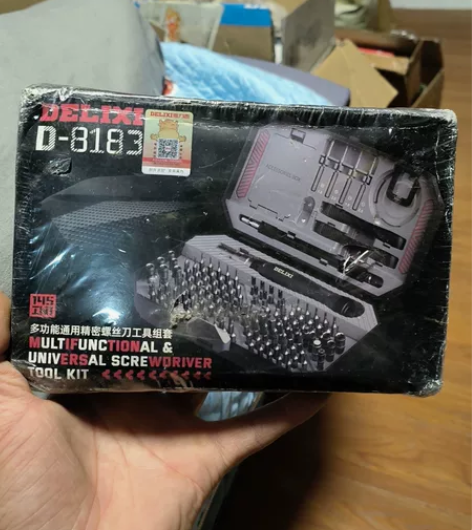 DELIXI
D-8183
145
多功能通用精密螺丝刀工具组套
MULTIFUNCTIONAL &
UNIVERSAL SCREWDRIVER
TOOL KIT
DELIXI